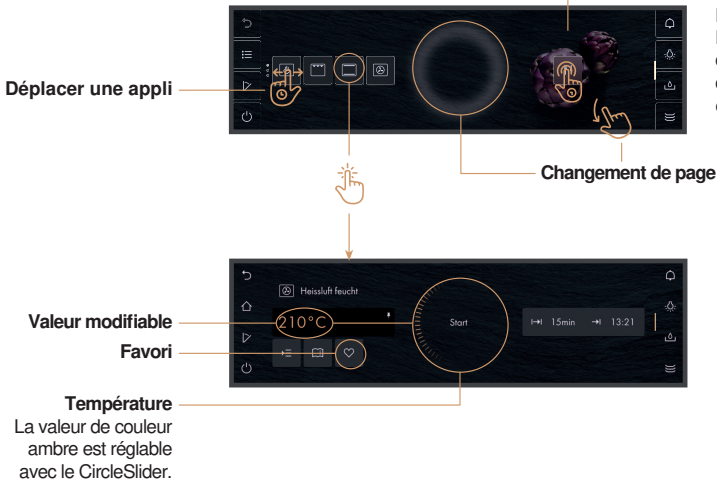 Déplacer une appli
Changement de page
Heissluft feucht
210°C
Start
15min
13:21
Valeur modifiable
Favori
Température
La valeur de couleur
ambre est réglable
avec le CircleSlider.